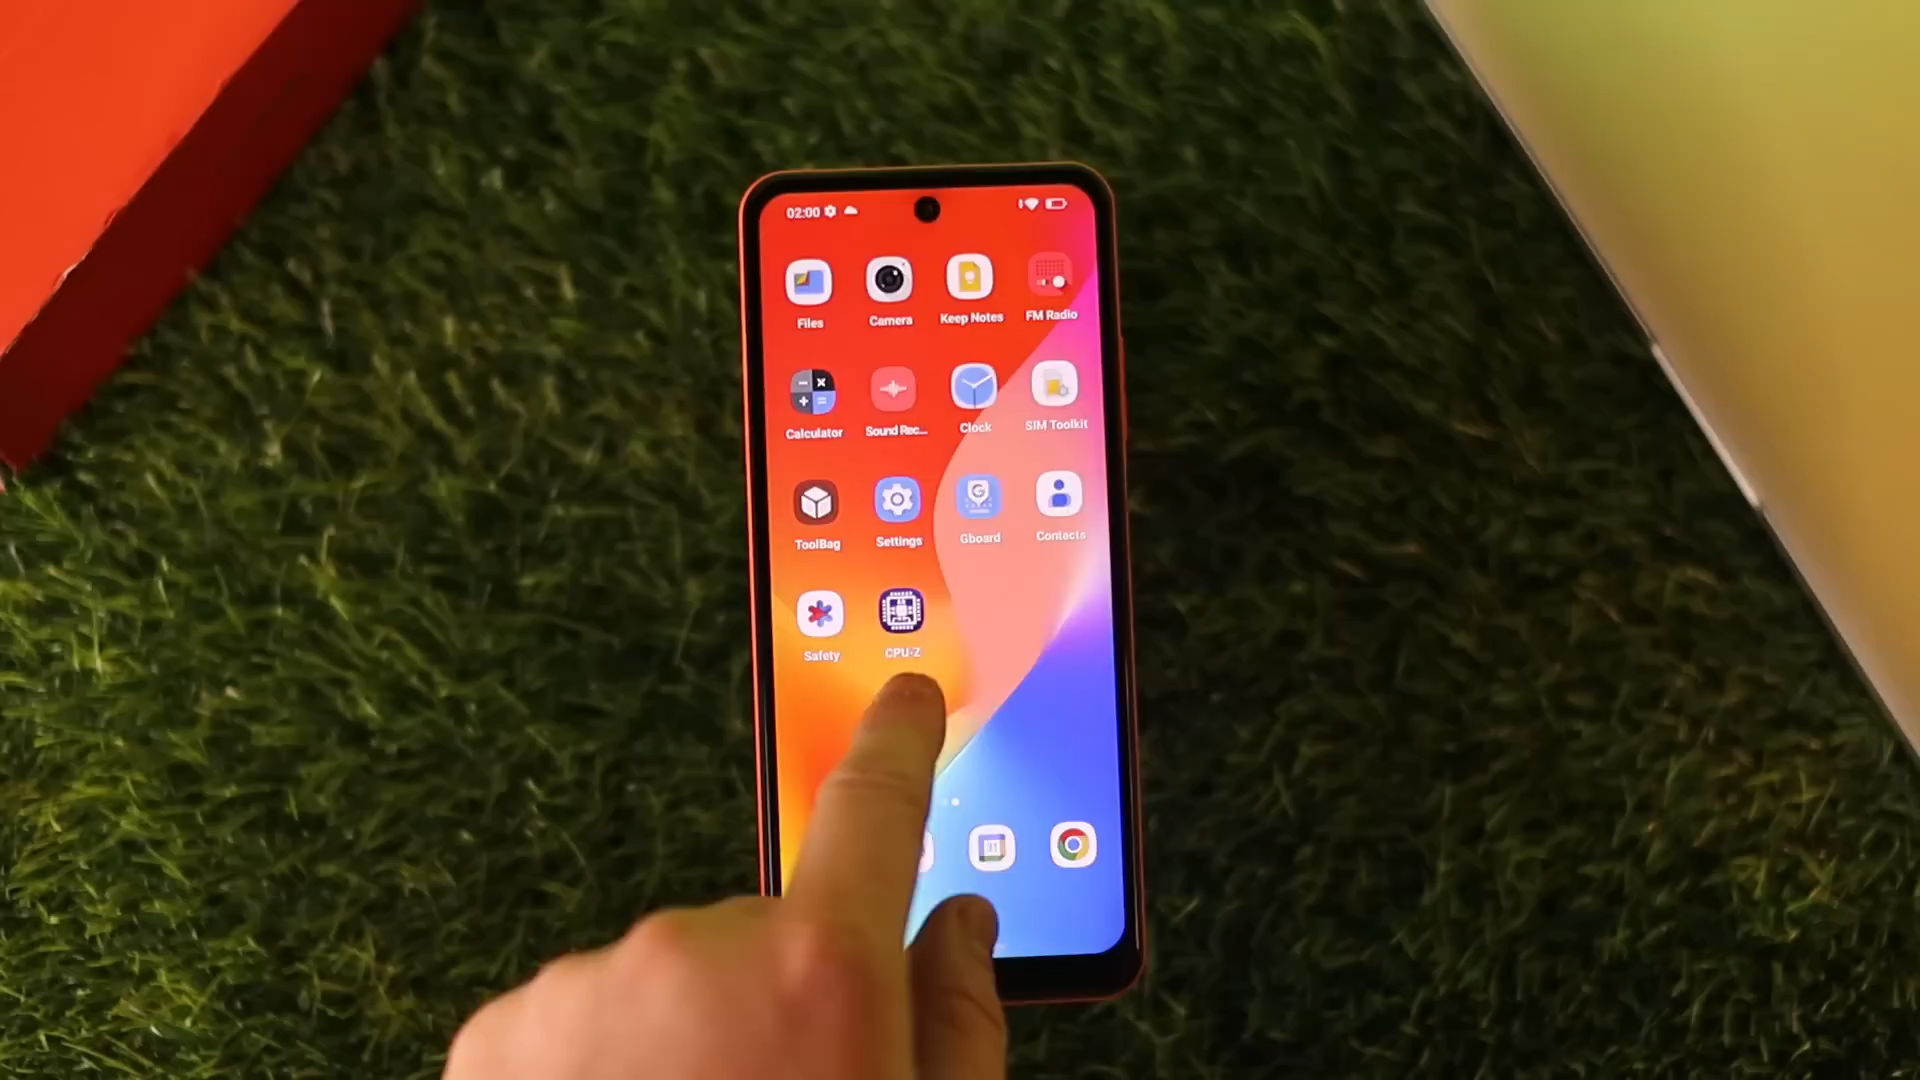 02:00
Files Camera Keep Notes FM Radio
Calculator Sound Rec... Clock SIM Toolkit
ToolBag Settings Gboard Contacts
Safety CPU-Z
31